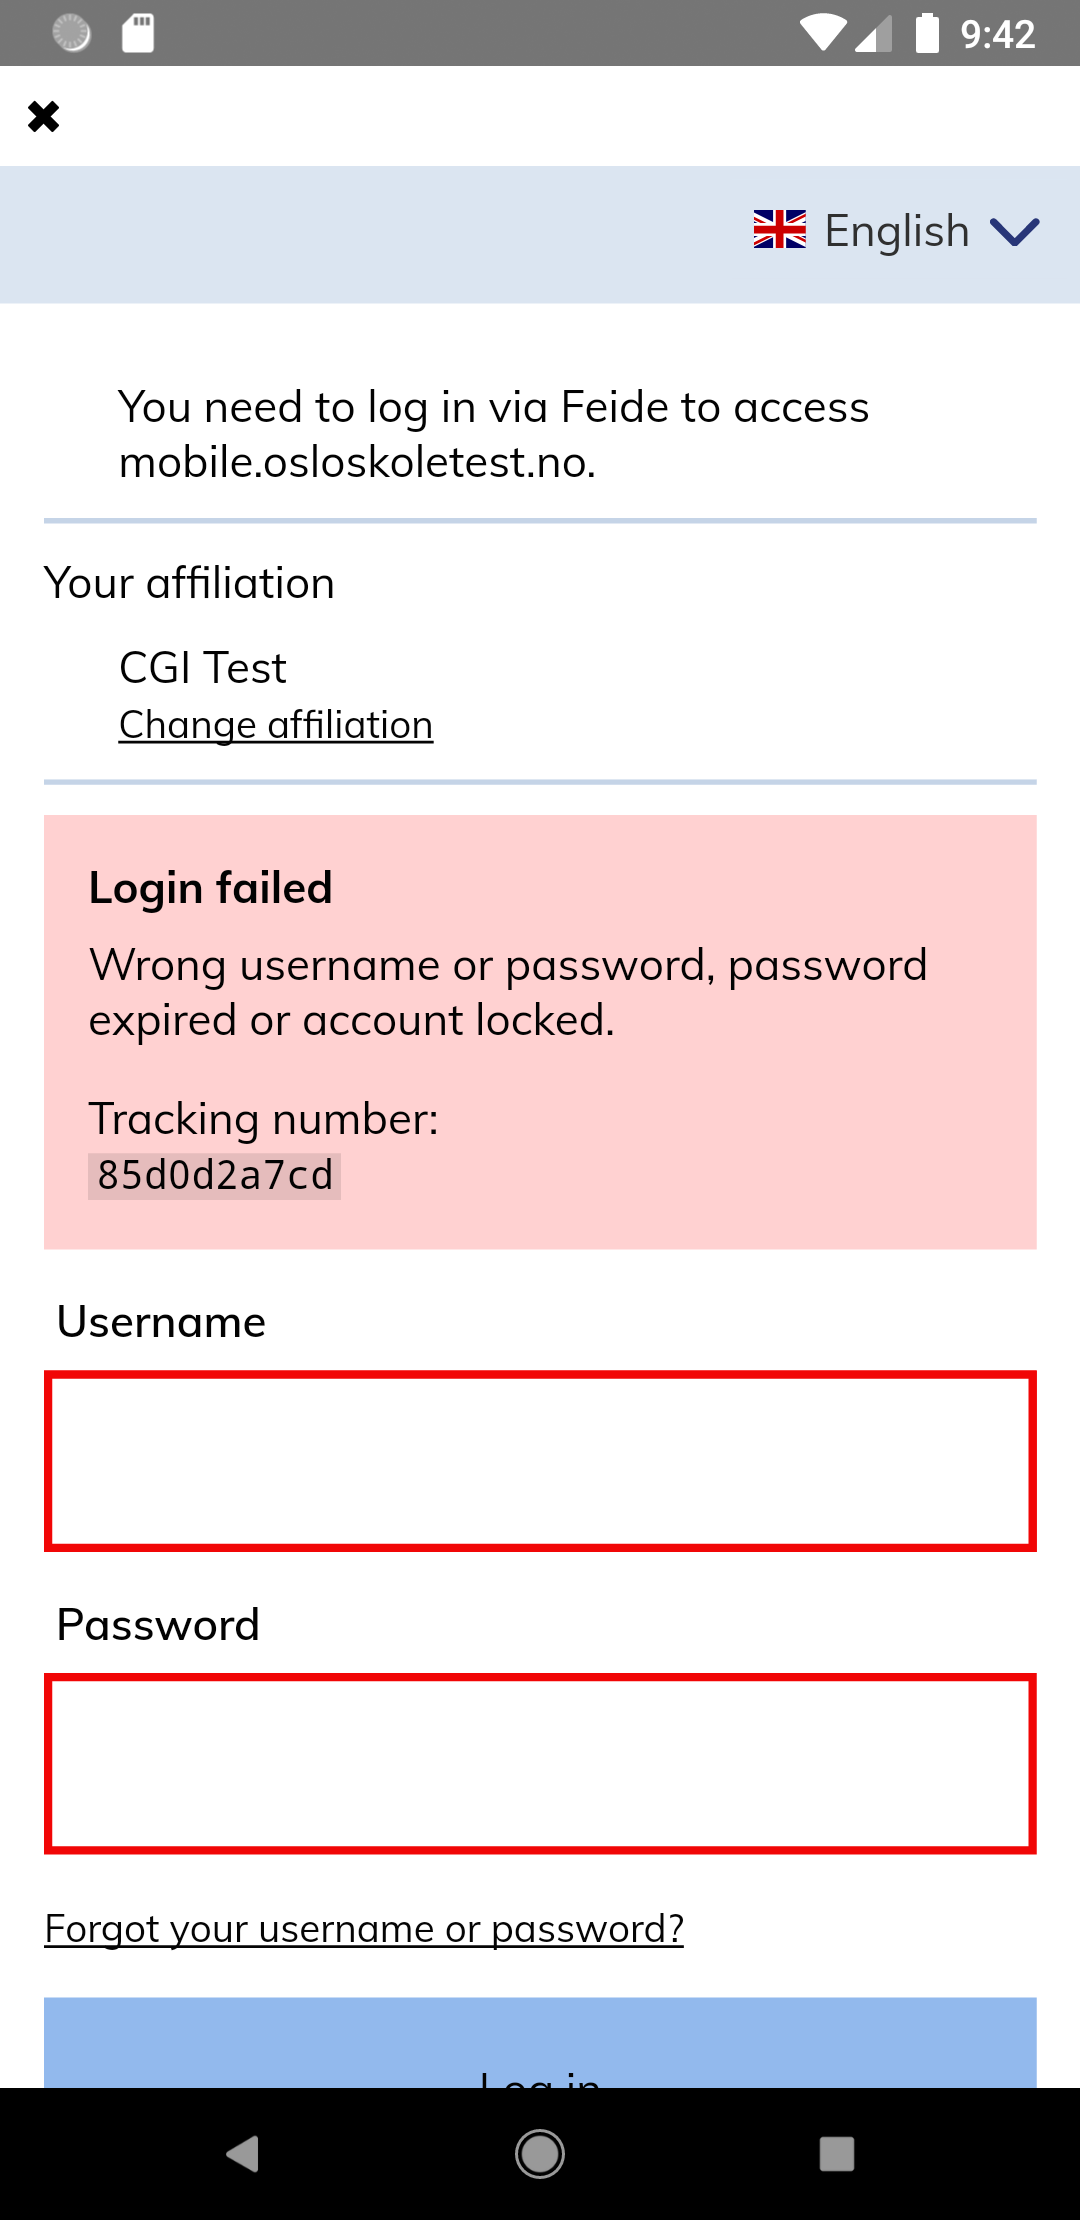 9:42
English
You need to log in via Feide to access
mobile.osloskoletest.no.
Your affiliation
CGI Test
Change affiliation
Login failed
Wrong username or password, password
expired or account locked.
Tracking number:
85d0d2a7cd
Username
Password
Forgot your username or password?
Log in